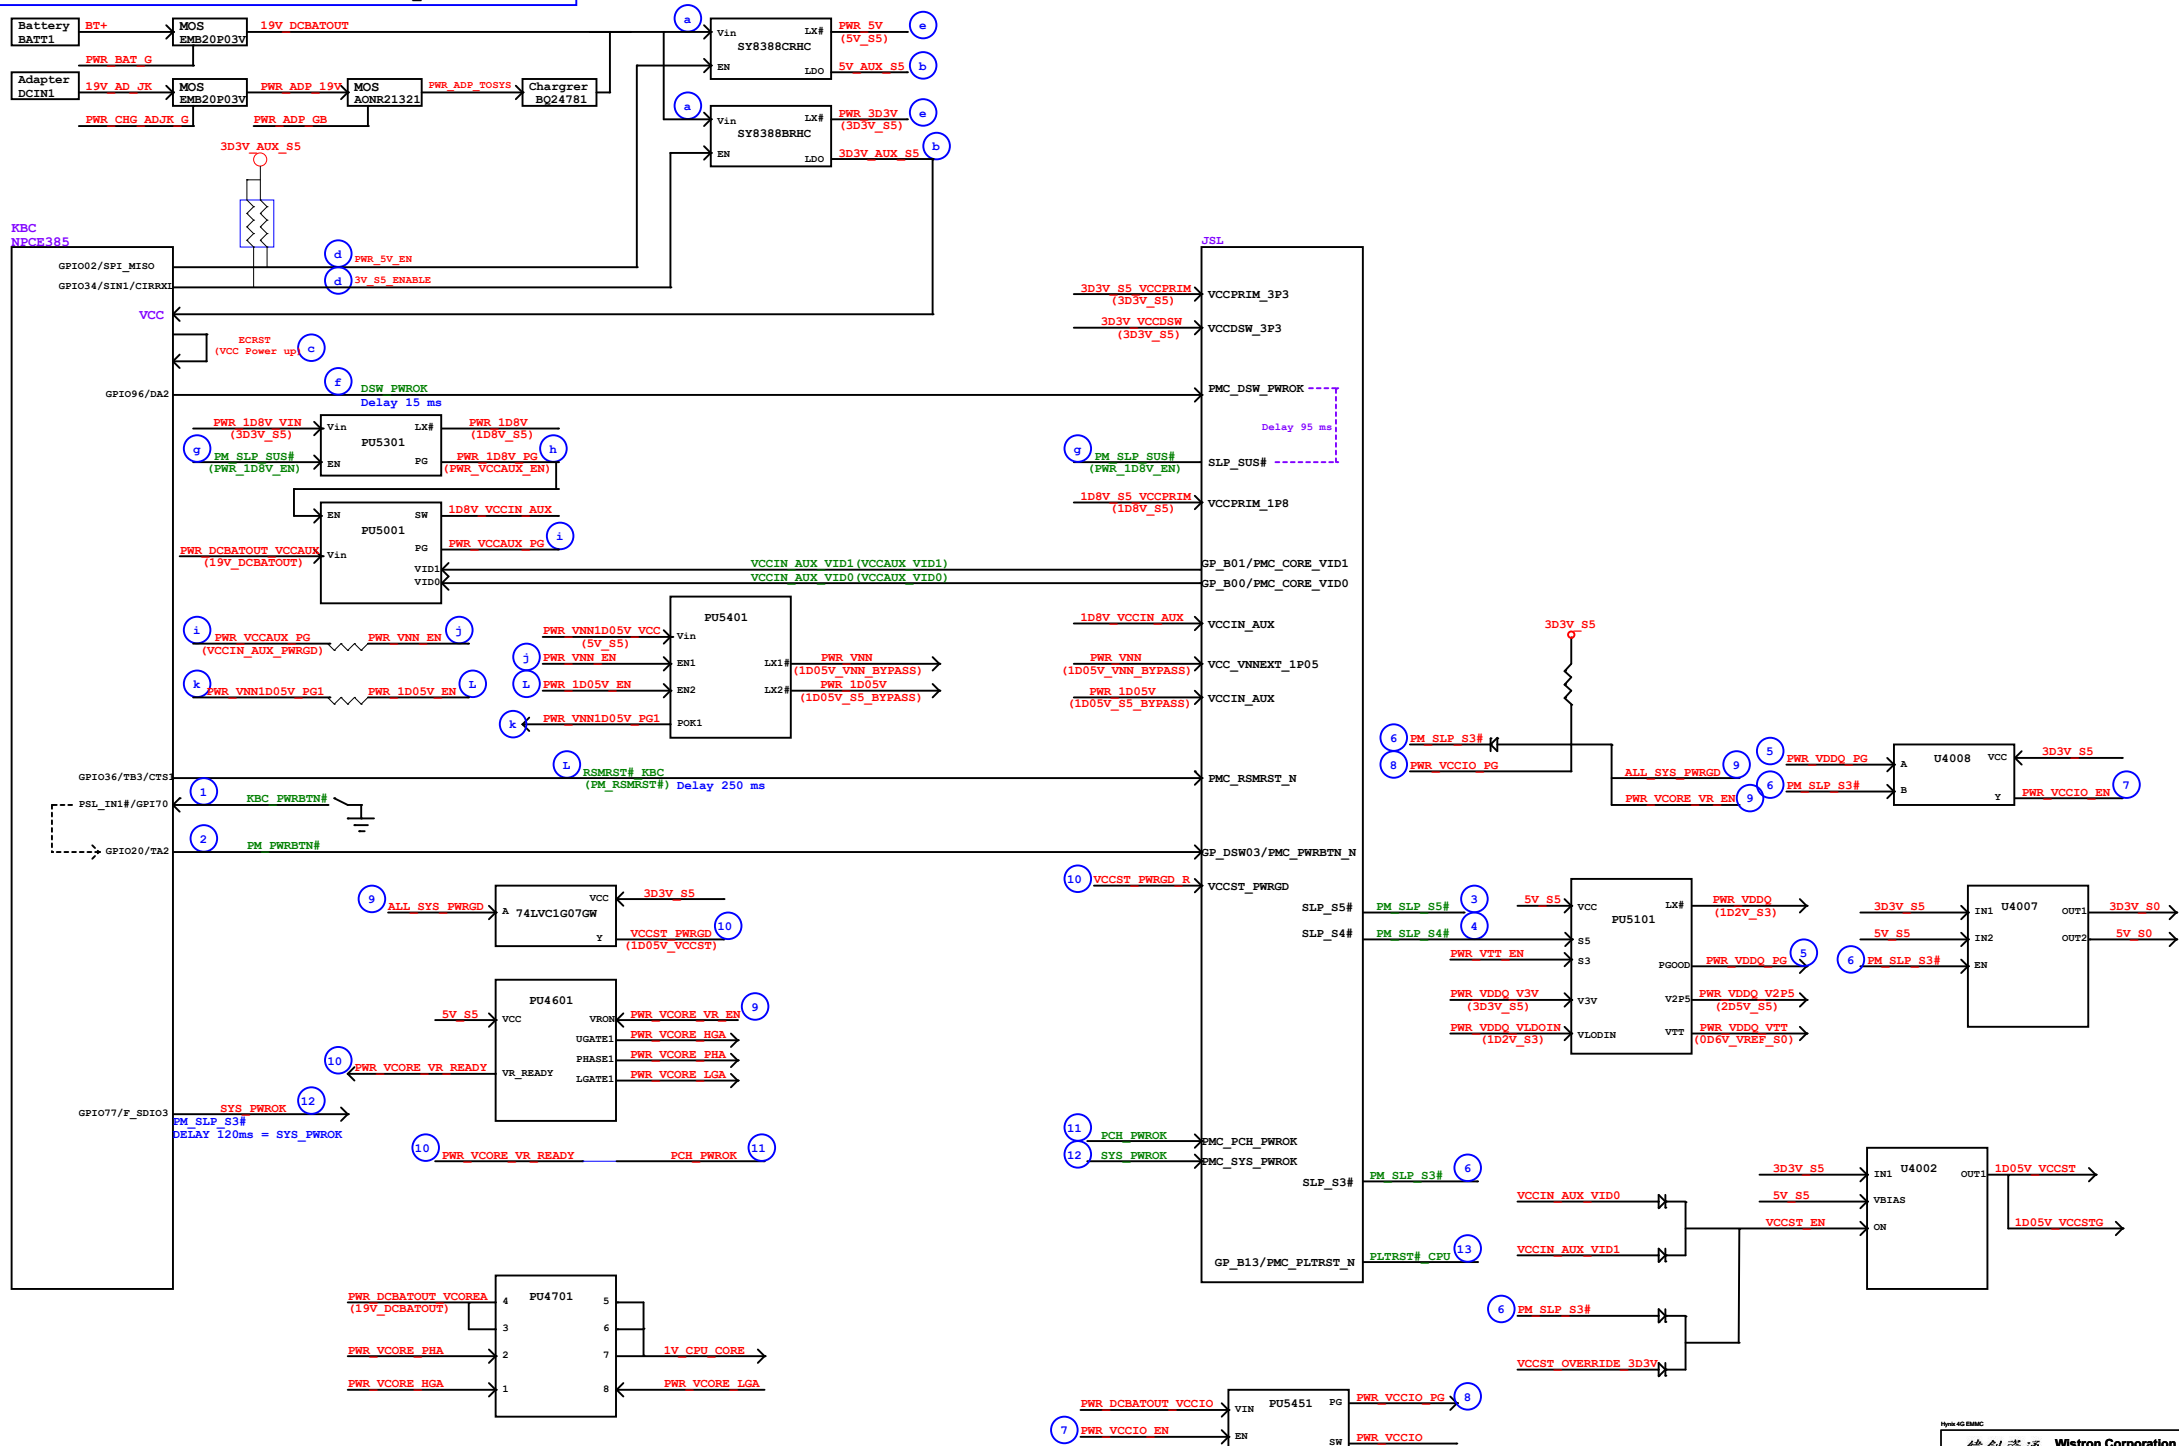 Battery
BATT1
BT+
MOS
EMB20P03V
19V_DCBATOUT
PWR_BAT_G
Adapter
DCIN1
19V_AD_JK
MOS
EMB20P03V
PWR_ADP_19V
MOS
AONR21321
PWR_ADP_TOSYS
Chargrer
BQ24781
PWR_CHG_ADJK_G
PWR_ADP_GB
a
Vin
LX#
SY8388CRHC
EN
LDO
PWR_5V
(5V_S5)
e
5V_AUX_S5
b
a
Vin
LX#
SY8388BRHC
EN
LDO
PWR_3D3V
(3D3V_S5)
e
3D3V_AUX_S5
b
3D3V_AUX_S5
KBC
NPCE385
GPIO02/SPI_MISO
d
PWR_5V_EN
GPIO34/SIN1/CIRRXL
d
3V_S5_ENABLE
VCC
ECRST
(VCC Power up)
c
GPIO96/DA2
f
DSW_PWROK
Delay 15 ms
PWR_1D8V_VIN
(3D3V_S5)
Vin
LX#
PU5301
EN
PG
PWR_1D8V
(1D8V_S5)
g
PM_SLP_SUS#
(PWR_1D8V_EN)
PWR_1D8V_PG
(PWR_VCCAUX_EN)
h
EN
SW
PU5001
Vin
PG
VID1
VID0
1D8V_VCCIN_AUX
PWR_VCCAUX_PG
i
PWR_DCBATOUT_VCCAUX
(19V_DCBATOUT)
VCCIN_AUX_VID1(VCCAUX_VID1)
VCCIN_AUX_VID0(VCCAUX_VID0)
i
PWR_VCCAUX_PG
(VCCIN_AUX_PWRGD)
PWR_VNN_EN
j
k
PWR_VNN1D05V_PG1
PWR_1D05V_EN
L
PU5401
PWR_VNN1D05V_VCC
(5V_S5)
Vin
j
PWR_VNN_EN
EN1
LX1#
PWR_VNN
(1D05V_VNN_BYPASS)
L
PWR_1D05V_EN
EN2
LX2#
PWR_1D05V
(1D05V_S5_BYPASS)
k
PWR_VNN1D05V_PG1
POK1
GPIO36/TB3/CTS1
L
RSMRST#_KBC
(PM_RSMRST#) Delay 250 ms
PSL_IN1#/GPI70
1
KBC_PWRBTN#
GPIO20/TA2
2
PM_PWRBTN#
9
ALL_SYS_PWRGD
A
74LVC1G07GW
VCC
Y
3D3V_S5
VCCST_PWRGD
(1D05V_VCCST)
10
PU4601
5V_S5
VCC
VRON
PWR_VCORE_VR_EN
9
UGATE1
PWR_VCORE_HGA
PHASE1
PWR_VCORE_PHA
LGATE1
PWR_VCORE_LGA
10
PWR_VCORE_VR_READY
VR_READY
GPIO77/F_SDIO3
SYS_PWROK
12
PM_SLP_S3#
DELAY 120ms = SYS_PWROK
10
PWR_VCORE_VR_READY
PCH_PWROK
11
PU4701
PWR_DCBATOUT_VCOREA
(19V_DCBATOUT)
4
3
2
1
5
6
7
8
PWR_VCORE_PHA
PWR_VCORE_HGA
1V_CPU_CORE
PWR_VCORE_LGA
JSL
3D3V_S5_VCCPRIM
(3D3V_S5)
VCCPRIM_3P3
3D3V_VCCDSW
(3D3V_S5)
VCCDSW_3P3
PMC_DSW_PWROK
Delay 95 ms
g
PM_SLP_SUS#
(PWR_1D8V_EN)
SLP_SUS#
1D8V_S5_VCCPRIM
(1D8V_S5)
VCCPRIM_1P8
GP_B01/PMC_CORE_VID1
GP_B00/PMC_CORE_VID0
1D8V_VCCIN_AUX
VCCIN_AUX
PWR_VNN
(1D05V_VNN_BYPASS)
VCC_VNNEXT_1P05
PWR_1D05V
(1D05V_S5_BYPASS)
VCCIN_AUX
PMC_RSMRST_N
GP_DSW03/PMC_PWRBTN_N
10
VCCST_PWRGD_R
VCCST_PWRGD
SLP_S5#
PM_SLP_S5#
3
SLP_S4#
PM_SLP_S4#
4
11
PCH_PWROK
PMC_PCH_PWROK
12
SYS_PWROK
PMC_SYS_PWROK
SLP_S3#
PM_SLP_S3#
6
GP_B13/PMC_PLTRST_N
PLTRST#_CPU
13
3D3V_S5
6
PM_SLP_S3#
8
PWR_VCCIO_PG
ALL_SYS_PWRGD
9
PWR_VCORE_VR_EN
9
5
PWR_VDDQ_PG
A
U4008
VCC
3D3V_S5
6
PM_SLP_S3#
B
Y
PWR_VCCIO_EN
7
5V_S5
VCC
LX#
PU5101
S5
S3
PGOOD
V3V
V2P5
VLODIN
VTT
PWR_VDDQ
(1D2V_S3)
PWR_VTT_EN
PWR_VDDQ_PG
5
PWR_VDDQ_V3V
(3D3V_S5)
PWR_VDDQ_V2P5
(2D5V_S5)
PWR_VDDQ_VLDOIN
(1D2V_S3)
PWR_VDDQ_VTT
(0D6V_VREF_S0)
3D3V_S5
IN1
U4007
OUT1
3D3V_S0
5V_S5
IN2
OUT2
5V_S0
6
PM_SLP_S3#
EN
3D3V_S5
IN1
U4002
OUT1
1D05V_VCCST
5V_S5
VBIAS
VCCST_EN
ON
1D05V_VCCSTG
VCCIN_AUX_VID0
VCCIN_AUX_VID1
6
PM_SLP_S3#
VCCST_OVERRIDE_3D3V
PWR_DCBATOUT_VCCIO
VIN
PU5451
PG
PWR_VCCIO_PG
8
7
PWR_VCCIO_EN
EN
SW
PWR_VCCIO
Hynix 4G EMMC
Wistron Corporation